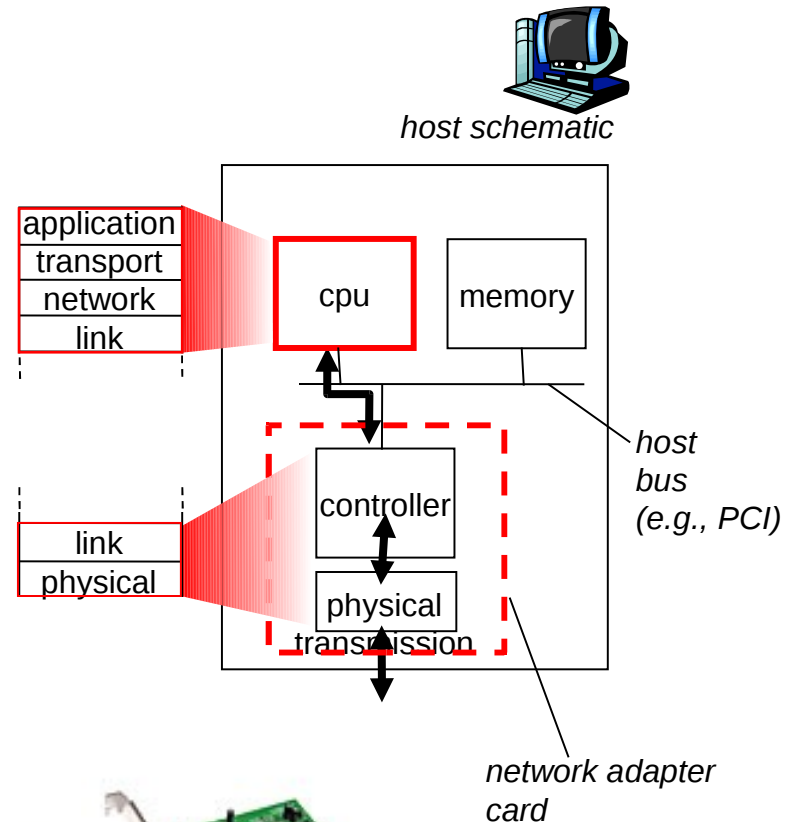 host schematic
application
transport
network
link
cpu
memory
host
bus
(e.g., PCI)
controller
link
physical
physical
transmission
network adapter
card